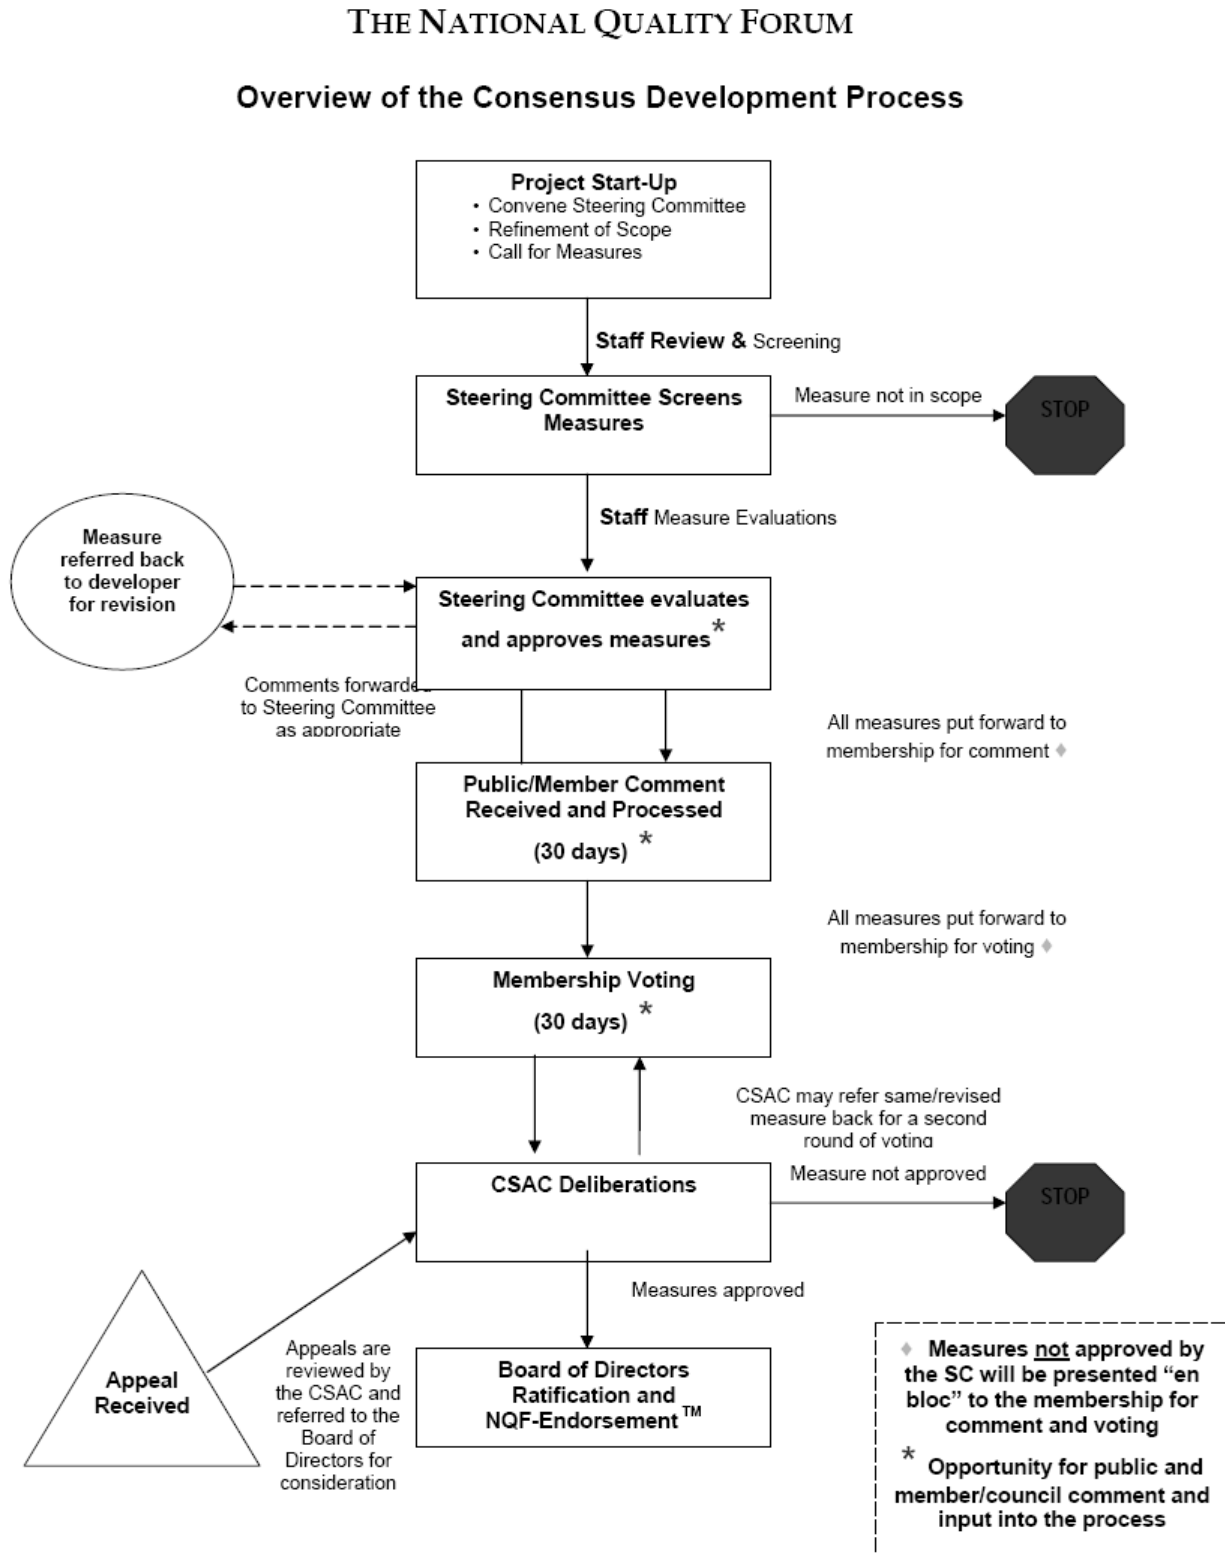 THE NATIONAL QUALITY FORUM
Overview of the Consensus Development Process
Project Start-Up
• Convene Steering Committee
• Refinement of Scope
• Call for Measures
Staff Review & Screening
Steering Committee Screens
Measures
Measure not in scope
STOP
Staff Measure Evaluations
Measure
referred back
to developer
for revision
Steering Committee evaluates
and approves measures*
Comments forwarded
to Steering Committee
as appropriate
All measures put forward to
membership for comment ♦
Public/Member Comment
Received and Processed
(30 days) *
All measures put forward to
membership for voting ♦
Membership Voting
(30 days) *
CSAC may refer same/revised
measure back for a second
round of voting
CSAC Deliberations
Measure not approved
STOP
Measures approved
Appeal
Received
Appeals are
reviewed by
the CSAC and
referred to the
Board of
Directors for
consideration
Board of Directors
Ratification and
NQF-Endorsement™
♦ Measures not approved by
the SC will be presented “en
bloc” to the membership for
comment and voting
* Opportunity for public and
member/council comment and
input into the process